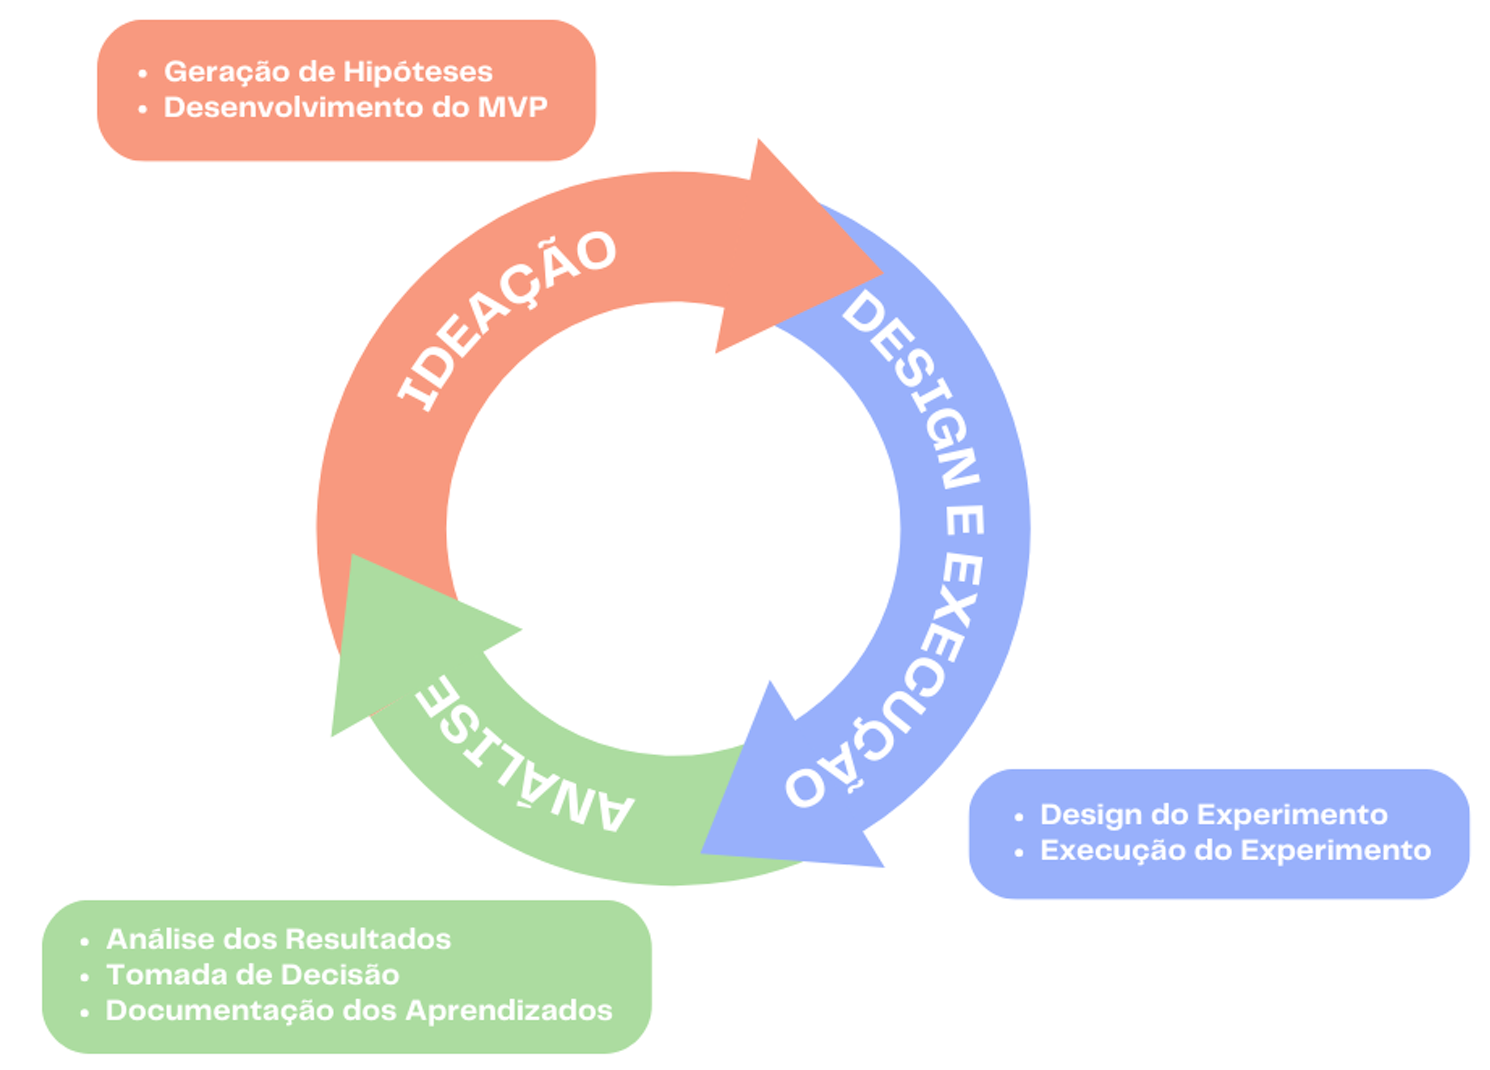 • Geração de Hipóteses
• Desenvolvimento do MVP
IDEAÇÃO
DESIGN E EXECUÇÃO
• Design do Experimento
• Execução do Experimento
ANÁLISE
• Análise dos Resultados
• Tomada de Decisão
• Documentação dos Aprendizados